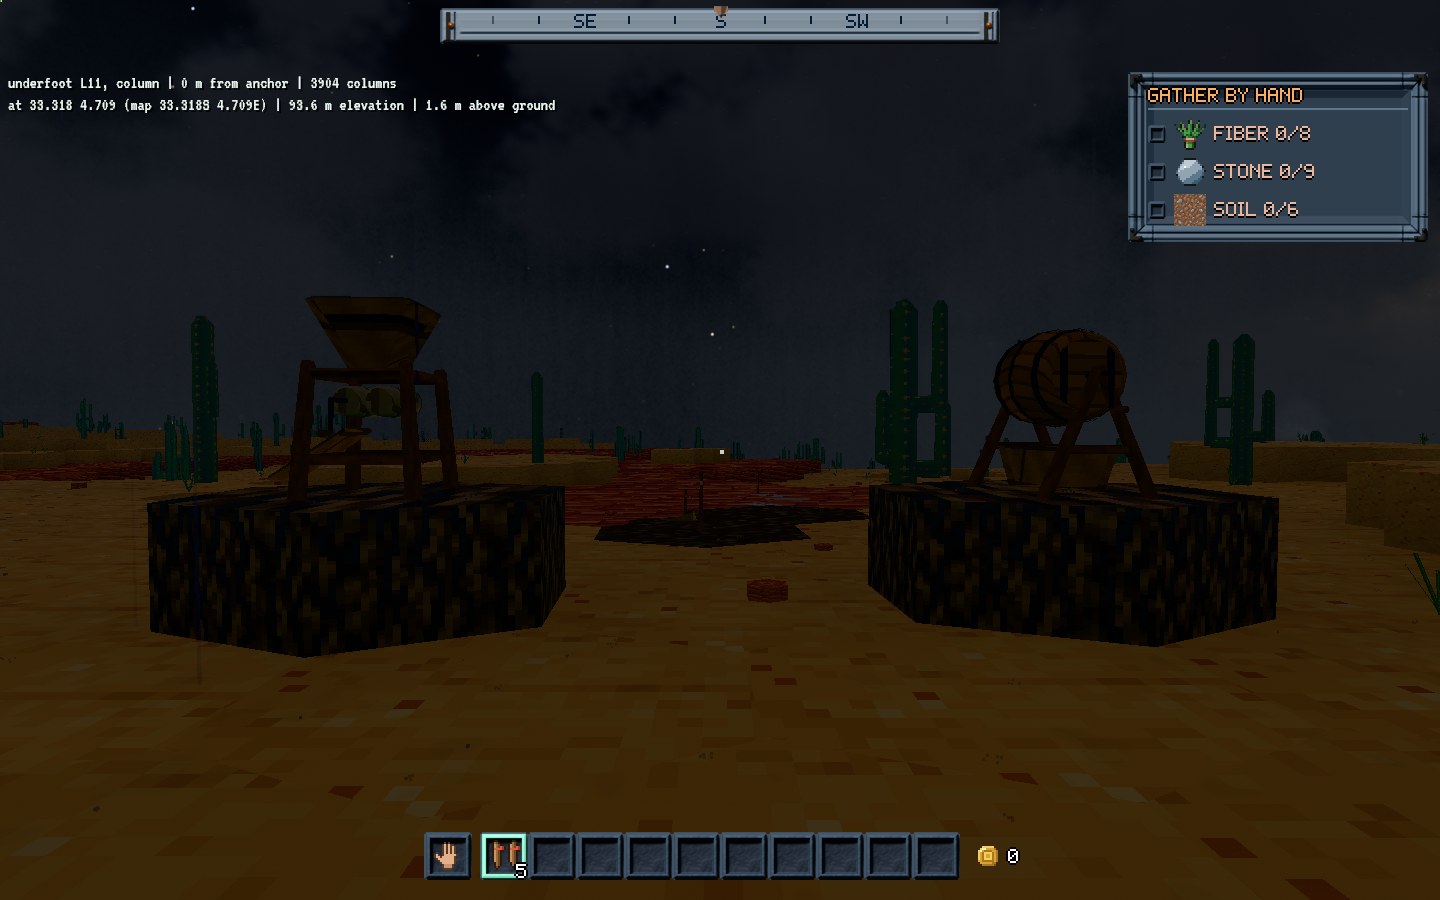 SE S SW
underfoot L11, column | 0 m from anchor | 3904 columns
at 33.318 4.709 (map 33.318S 4.709E) | 93.6 m elevation | 1.6 m above ground
GATHER BY HAND
FIBER 0/8
STONE 0/9
SOIL 0/6
5
0